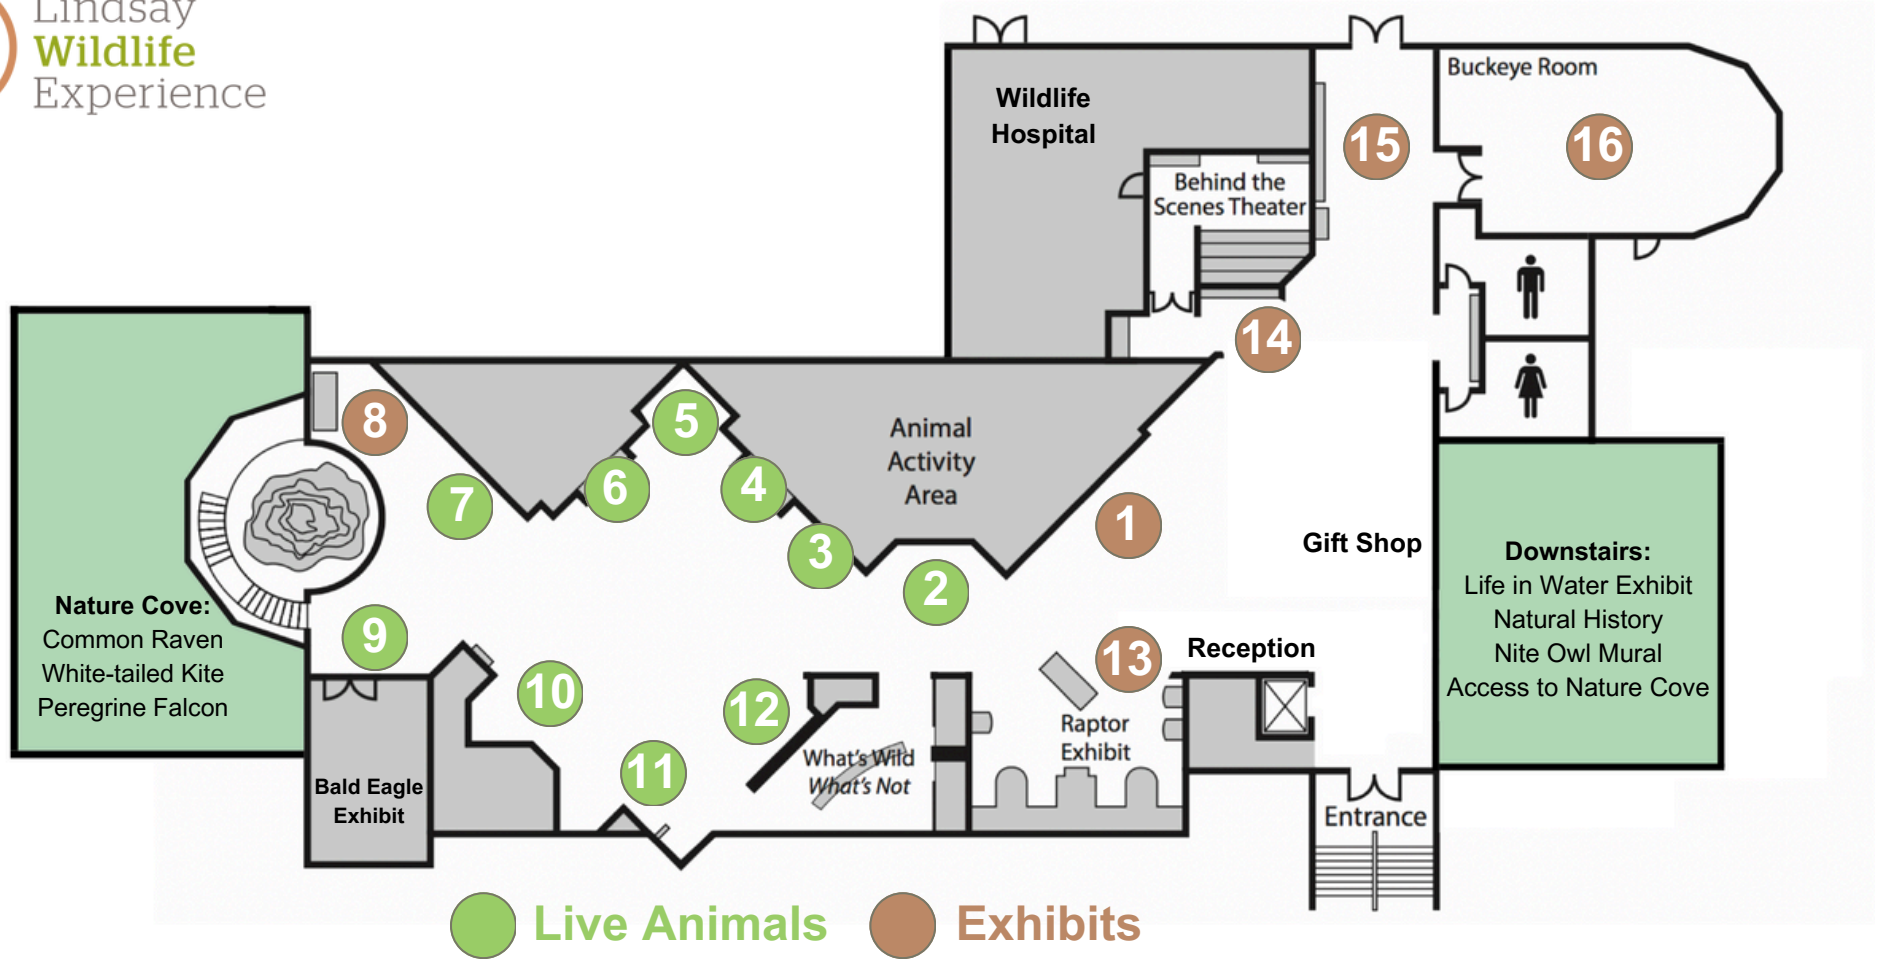 Lindsay
Wildlife
Experience
Wildlife
Hospital
Behind the
Scenes Theater
15
Buckeye Room
16
14
8
5
7
6
4
3
Animal
Activity
Area
2
1
Gift Shop
Downstairs:
Life in Water Exhibit
Natural History
Nite Owl Mural
Access to Nature Cove
Nature Cove:
Common Raven
White-tailed Kite
Peregrine Falcon
9
10
12
11
13
Reception
Raptor
Exhibit
What's Wild
What's Not
Bald Eagle
Exhibit
Entrance
Live Animals
Exhibits